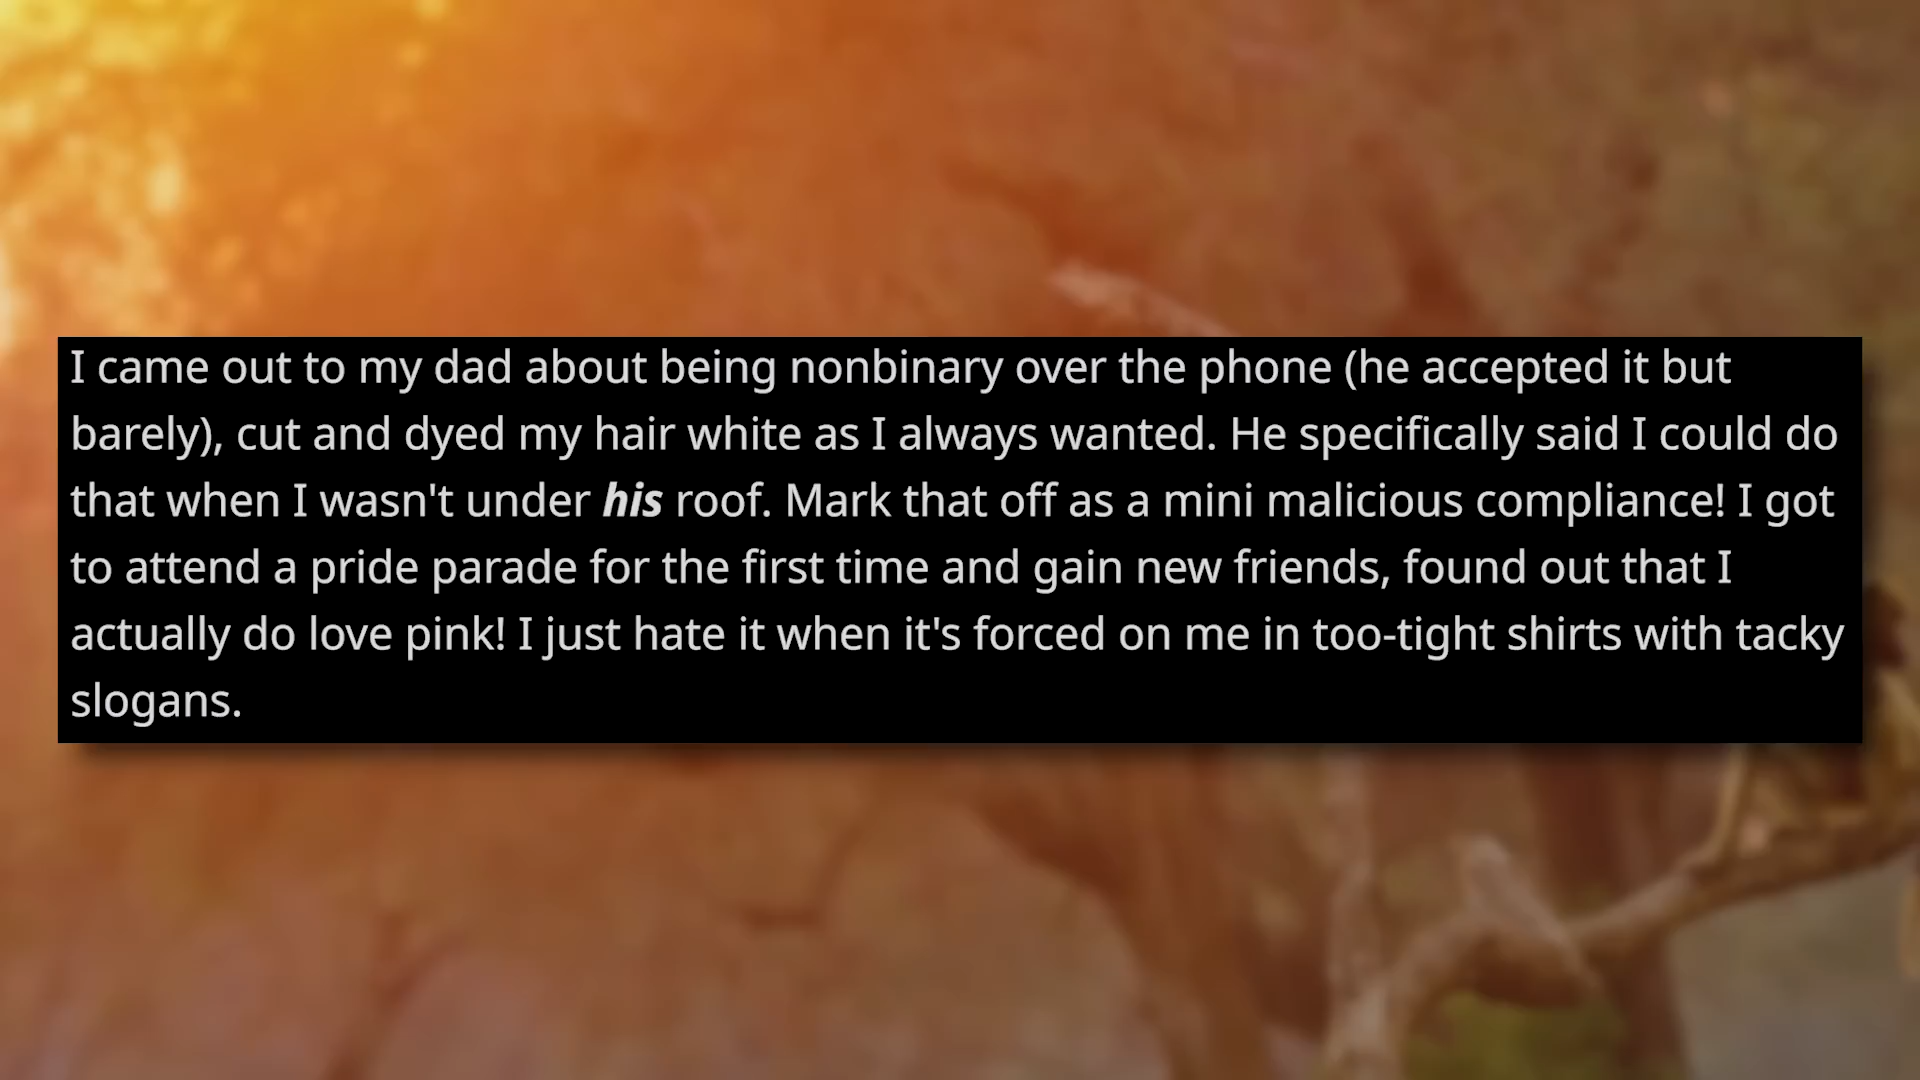 I came out to my dad about being nonbinary over the phone (he accepted it but
barely), cut and dyed my hair white as I always wanted. He specifically said I could do
that when I wasn't under his roof. Mark that off as a mini malicious compliance! I got
to attend a pride parade for the first time and gain new friends, found out that I
actually do love pink! I just hate it when it's forced on me in too-tight shirts with tacky
slogans.